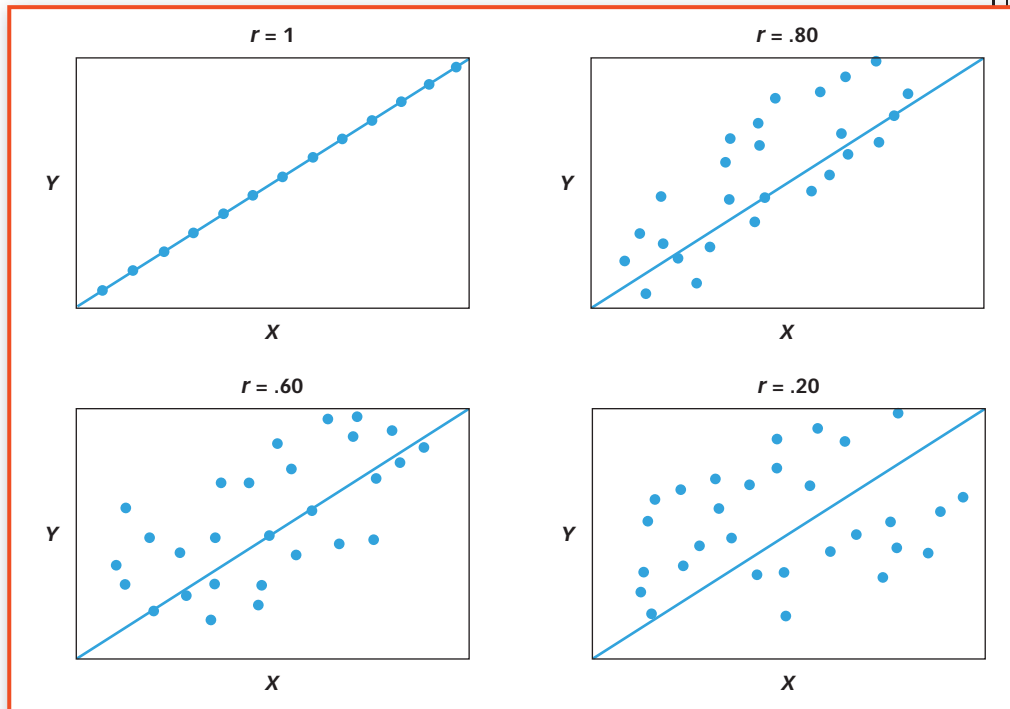 r = 1
r = .80
Y
Y
X
X
r = .60
r = .20
Y
Y
X
X